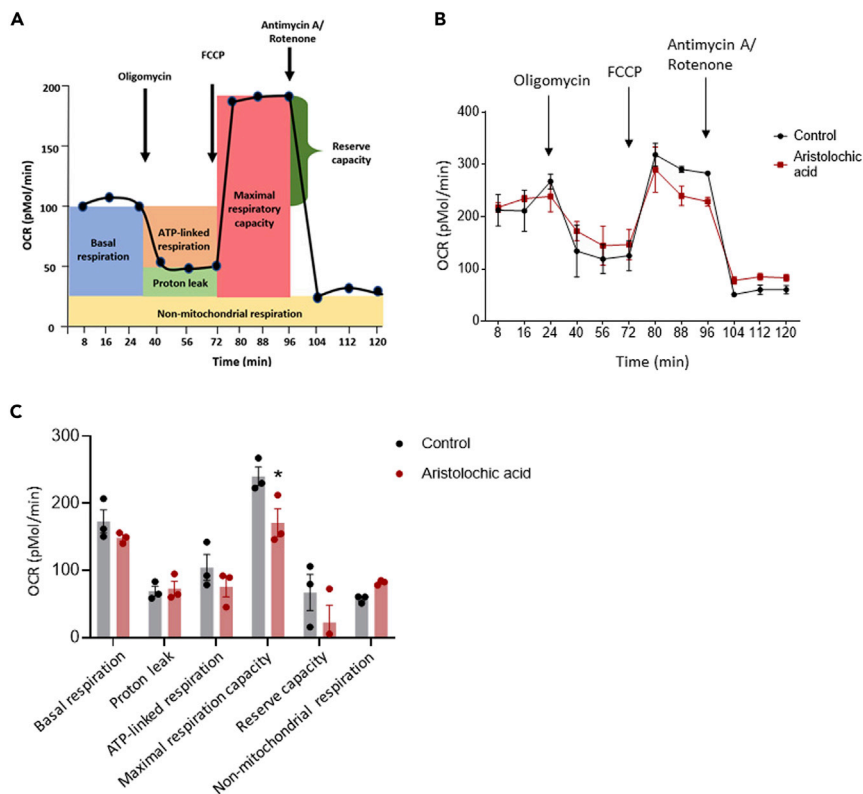 A
Antimycin A/
Rotenone
FCCP
Oligomycin
200
150
100
50
0
OCR (pMol/min)
Basal
respiration
ATP-linked
respiration
Proton leak
Maximal
respiratory
capacity
Reserve
capacity
Non-mitochondrial respiration
8 16 24 40 56 72 76 88 96 104 112 120
Time (min)
B
Antimycin A/
Rotenone
FCCP
Oligomycin
400
300
200
100
0
OCR (pMol/min)
Control
Aristolochic
acid
8 16 24 40 56 72 80 88 96 104 112 120
Time (min)
C
300
200
100
0
OCR (pMol/min)
*
Control
Aristolochic acid
Basal respiration
Proton leak
ATP-linked respiration
Maximal respiration capacity
Reserve capacity
Non-mitochondrial respiration